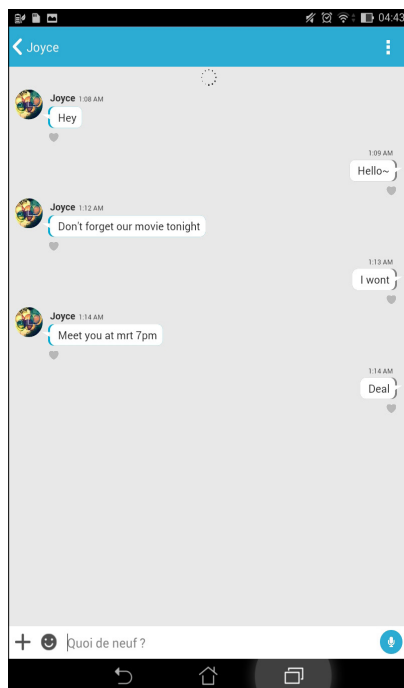 04:43
Joyce
Joyce 1:08 AM
Hey
1:09 AM
Hello~
Joyce 1:12 AM
Don't forget our movie tonight
1:13 AM
I wont
Joyce 1:14 AM
Meet you at mrt 7pm
1:14 AM
Deal
Quoi de neuf ?